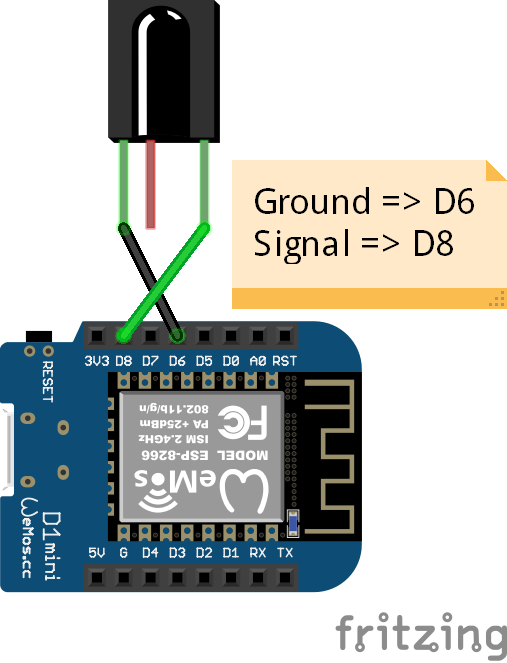 Ground => D6
Signal => D8
3V3 D8 D7 D6 D5 D0 A0 RST
RESET
802.11b/g/n
PA +25dBm
ISM 2.4GHz
MODEL ESP-8266
FC
WeMos
D1 mini
WeMos.cc
5V G D4 D3 D2 D1 RX TX
fritzing